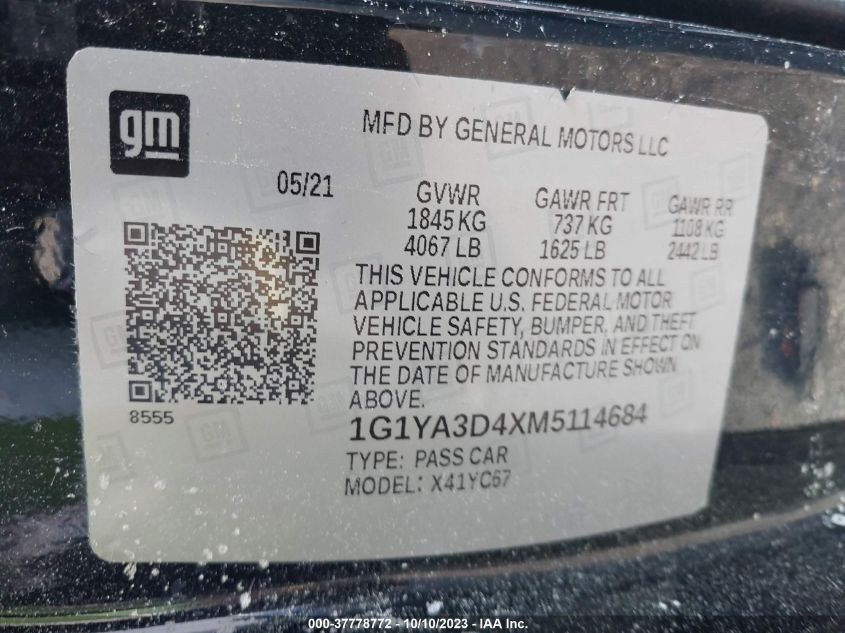 gm
MFD BY GENERAL MOTORS LLC
05/21
GVWR GAWR FRT GAWR RR
1845 KG 737 KG 1108 KG
4067 LB 1625 LB 2442 LB
THIS VEHICLE CONFORMS TO ALL
APPLICABLE U.S. FEDERAL MOTOR
VEHICLE SAFETY, BUMPER, AND THEFT
PREVENTION STANDARDS IN EFFECT ON
THE DATE OF MANUFACTURE SHOWN
ABOVE.
8555
1G1YA3D4XM5114684
TYPE: PASS CAR
MODEL: X41YC67
000-37778772 - 10/10/2023 - IAA Inc.